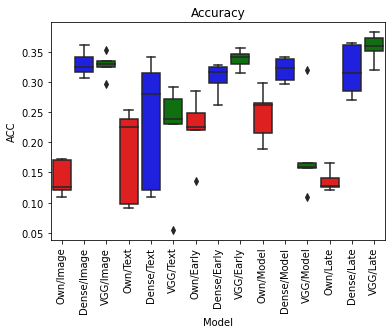 Accuracy
0.35
0.30
0.25
0.20
0.15
0.10
0.05
ACC
Own/Image
Dense/Image
VGG/Image
Own/Text
Dense/Text
VGG/Text
Own/Early
Dense/Early
VGG/Early
Own/Model
Dense/Model
VGG/Model
Own/Late
Dense/Late
VGG/Late
Model